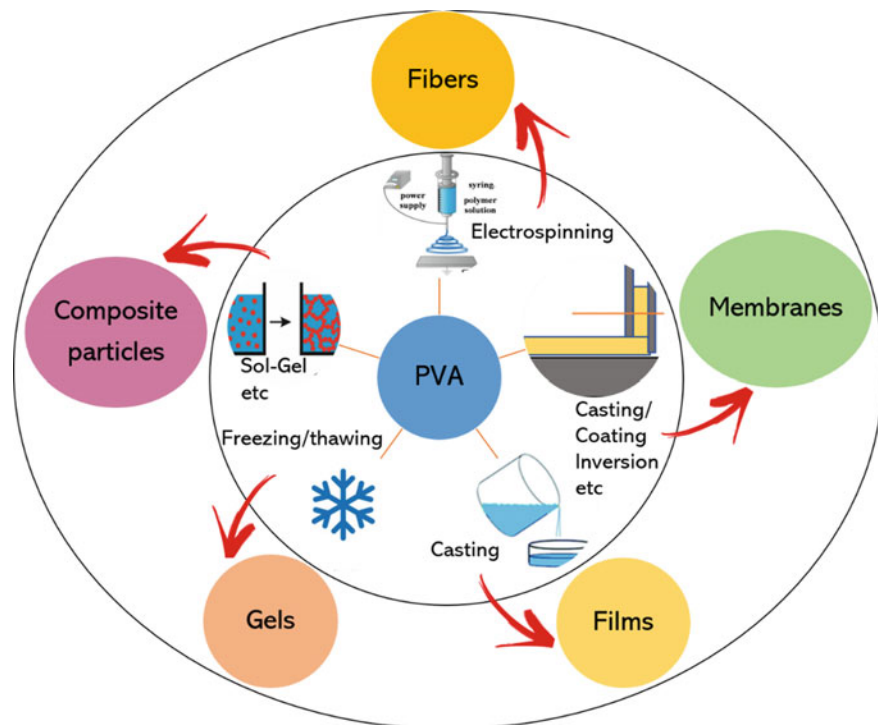 Fibers
power
supply
syring.
polymer
solution
Electrospinning
Composite
particles
Sol-Gel
etc
PVA
Membranes
Casting/
Coating
Inversion
etc
Freezing/thawing
Casting
Gels
Films